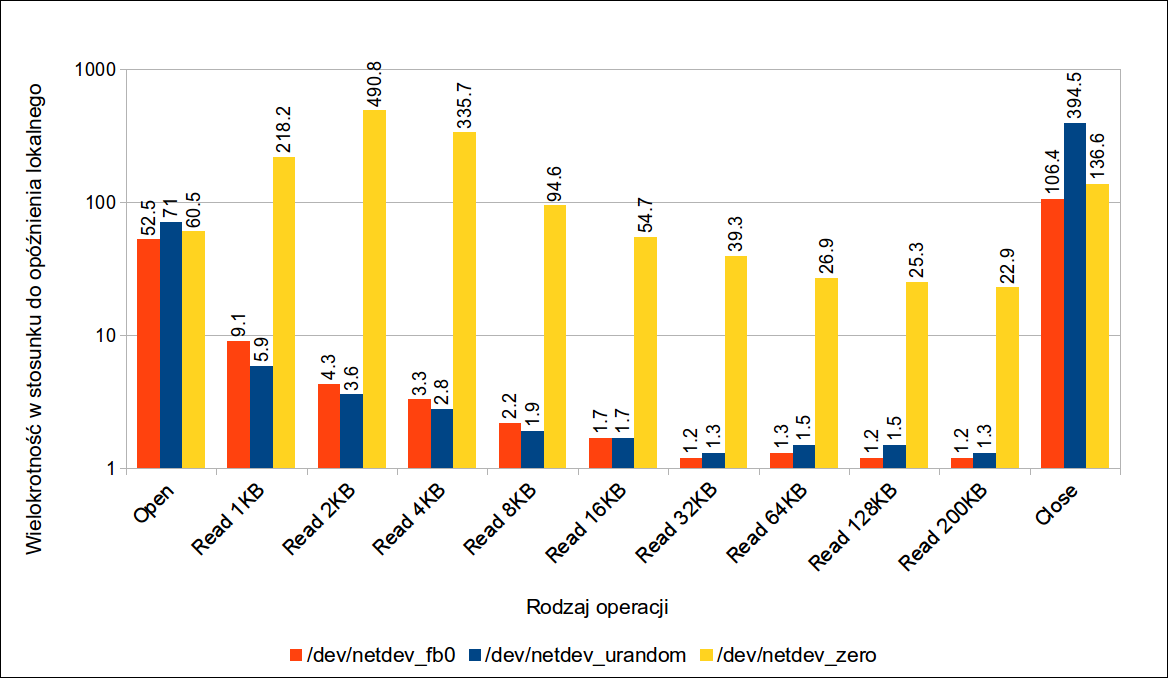 Wielokrotność w stosunku do opóźnienia lokalnego
1000
100
10
1
52.5
71
60.5
9.1
5.9
218.2
4.3
3.6
490.8
3.3
2.8
335.7
2.2
1.9
94.6
1.7
1.7
54.7
1.2
1.3
39.3
1.3
1.5
26.9
1.2
1.5
25.3
1.2
1.3
22.9
106.4
394.5
136.6
Open
Read 1KB
Read 2KB
Read 4KB
Read 8KB
Read 16KB
Read 32KB
Read 64KB
Read 128KB
Read 200KB
Close
Rodzaj operacji
/dev/netdev_fb0 /dev/netdev_urandom /dev/netdev_zero